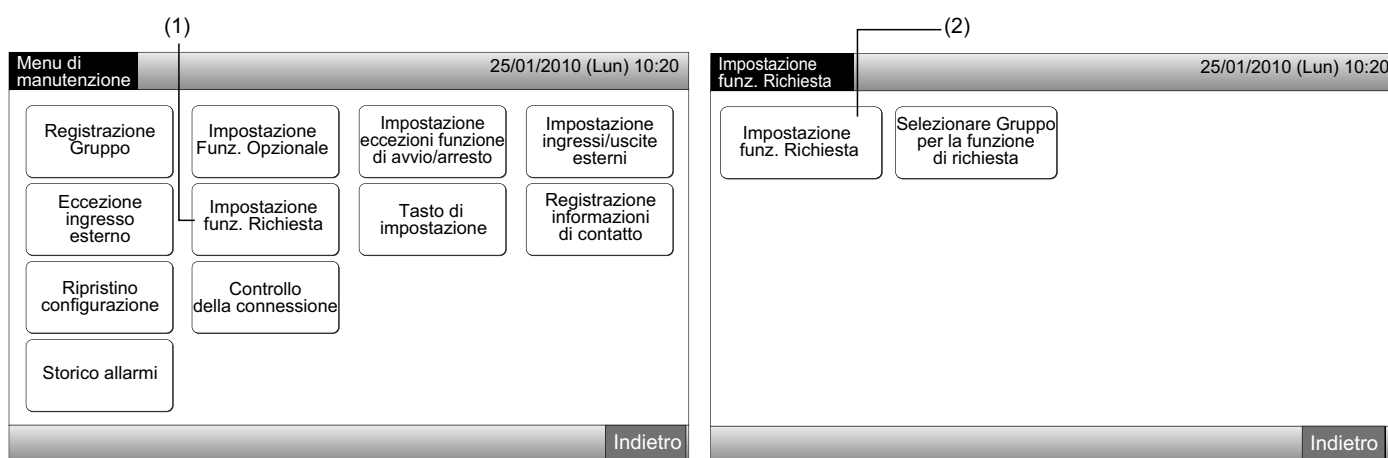 (1)
(2)
Menu di
manutenzione
25/01/2010 (Lun) 10:20
Registrazione
Gruppo
Impostazione
Funz. Opzionale
Impostazione
eccezioni funzione
di avvio/arresto
Impostazione
ingressi/uscite
esterni
Eccezione
ingresso
esterno
Impostazione
funz. Richiesta
Tasto di
impostazione
Registrazione
informazioni
di contatto
Ripristino
configurazione
Controllo
della connessione
Storico allarmi
Indietro
Impostazione
funz. Richiesta
25/01/2010 (Lun) 10:20
Impostazione
funz. Richiesta
Selezionare Gruppo
per la funzione
di richiesta
Indietro